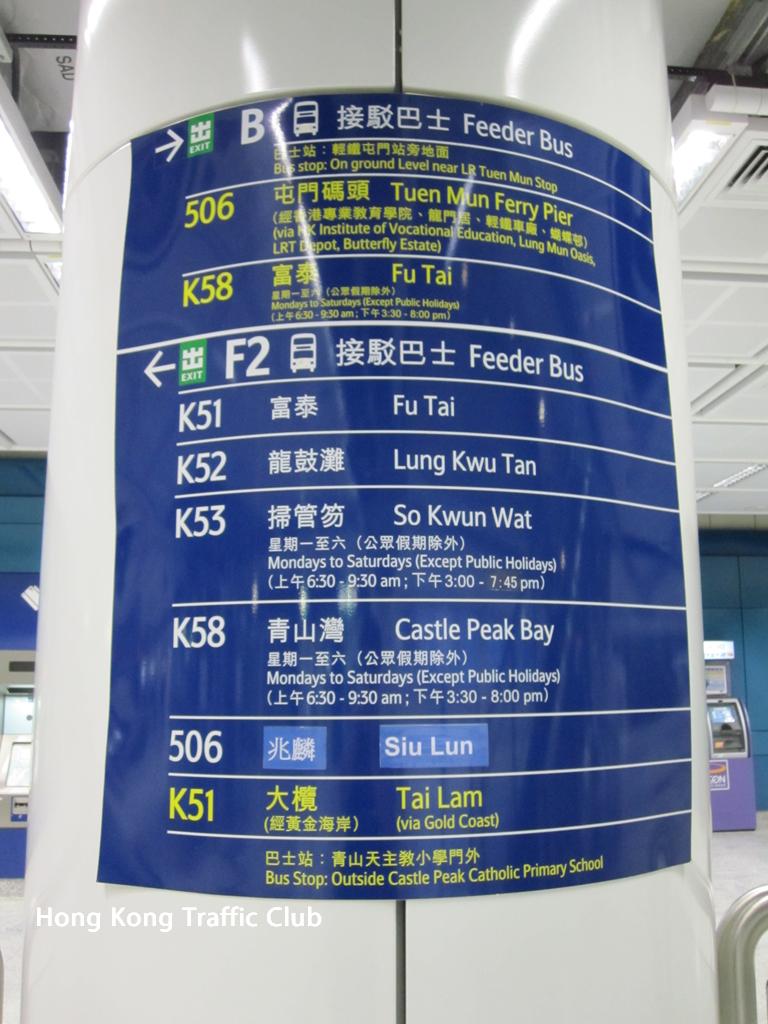 SAD
出 EXIT B 接駁巴士 Feeder Bus
巴士站：輕鐵屯門站旁地面
Bus stop: On ground Level near LR Tuen Mun Stop
506 屯門碼頭 Tuen Mun Ferry Pier
(經香港專業教育學院、龍門居、輕鐵車廠、蝴蝶邨)
(via HK Institute of Vocational Education, Lung Mun Oasis,
LRT Depot, Butterfly Estate)
K58 富泰 Fu Tai
星期一至六（公眾假期除外）
Mondays to Saturdays (Except Public Holidays)
(上午6:30 - 9:30 am ; 下午3:30 - 8:00 pm)
出 EXIT F2 接駁巴士 Feeder Bus
K51 富泰 Fu Tai
K52 龍鼓灘 Lung Kwu Tan
K53 掃管笏 So Kwun Wat
星期一至六（公眾假期除外）
Mondays to Saturdays (Except Public Holidays)
(上午6:30 - 9:30 am ; 下午3:00 - 7:45 pm)
K58 青山灣 Castle Peak Bay
星期一至六（公眾假期除外）
Mondays to Saturdays (Except Public Holidays)
(上午6:30 - 9:30 am ; 下午3:30 - 8:00 pm)
506 兆麟 Siu Lun
K51 大欖 Tai Lam
(經黃金海岸) (via Gold Coast)
巴士站：青山天主教小學門外
Bus Stop: Outside Castle Peak Catholic Primary School
Hong Kong Traffic Club